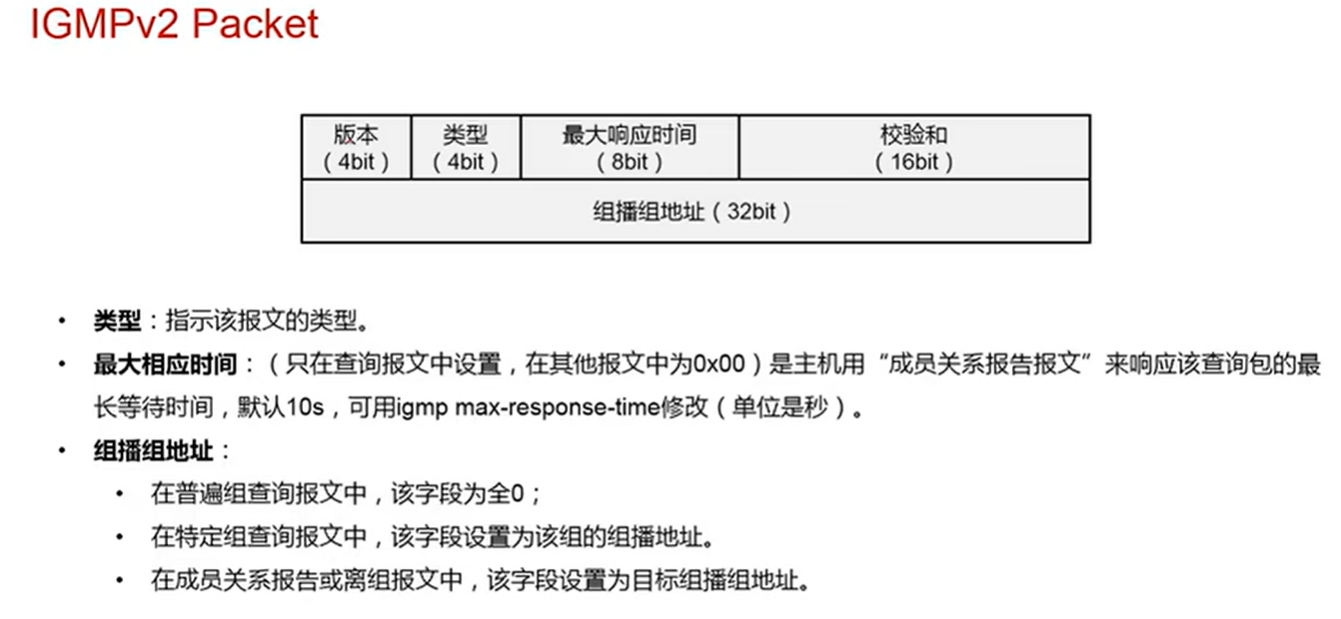 IGMPv2 Packet
版本 类型 最大响应时间 校验和
（4bit） （4bit） （8bit） （16bit）
组播组地址（32bit）
• 类型：指示该报文的类型。
• 最大相应时间：（只在查询报文中设置，在其他报文中为0x00）是主机用“成员关系报告报文”来响应该查询包的最
长等待时间，默认10s，可用igmp max-response-time修改（单位是秒）。
• 组播组地址：
• 在普遍组查询报文中，该字段为全0；
• 在特定组查询报文中，该字段设置为该组的组播地址。
• 在成员关系报告或离组报文中，该字段设置为目标组播组地址。